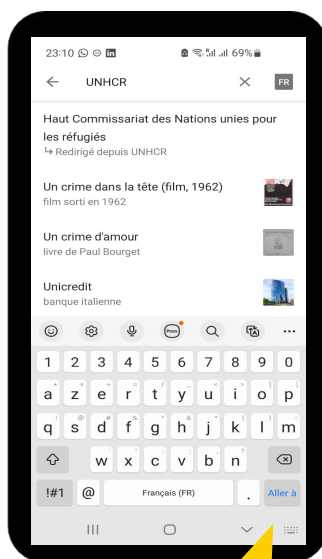 23:10 69%
UNHCR FR
Haut Commissariat des Nations unies pour
les réfugiés
Redirigé depuis UNHCR
Un crime dans la tête (film, 1962)
film sorti en 1962
Un crime d'amour
livre de Paul Bourget
Unicredit
banque italienne
Pass
1 2 3 4 5 6 7 8 9 0
a z e r t y u i o p
q s d f g h j k l m
w x c v b n
!#1 @ Français (FR) . Aller à